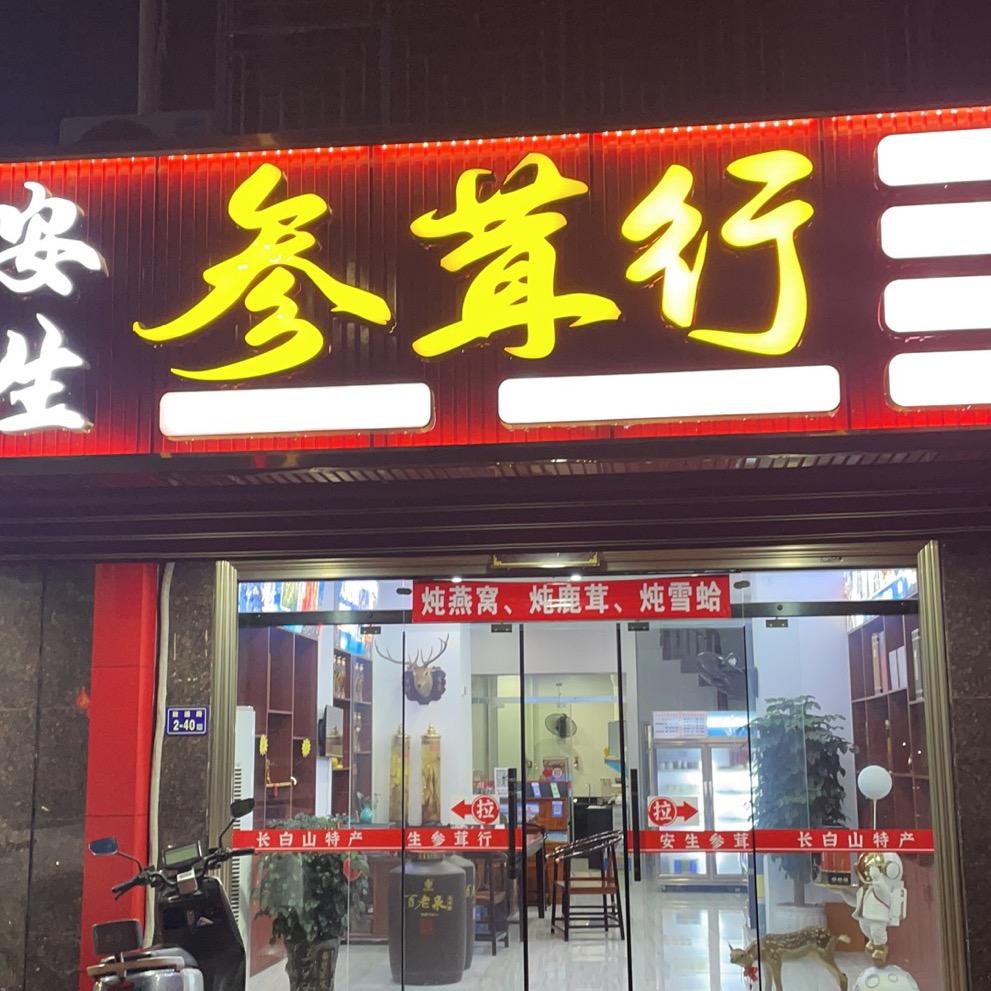 安生
参茸行
炖燕窝、炖鹿茸、炖雪蛤
2-40
拉
拉
长白山特产
生参茸行
安生参茸
长白山特产
百老泉